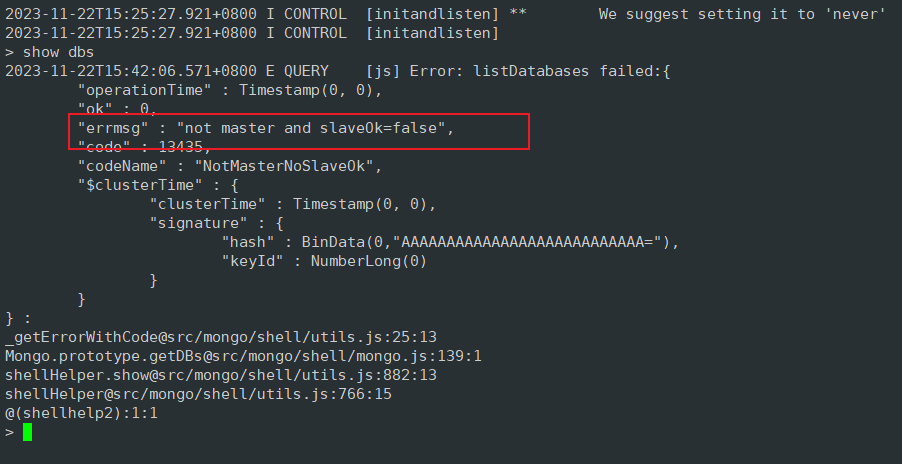 2023-11-22T15:25:27.921+0800 I CONTROL  [initandlisten] **        We suggest setting it to 'never'
2023-11-22T15:25:27.921+0800 I CONTROL  [initandlisten]
> show dbs
2023-11-22T15:42:06.571+0800 E QUERY    [js] Error: listDatabases failed:{
        "operationTime" : Timestamp(0, 0),
        "ok" : 0,
        "errmsg" : "not master and slaveOk=false",
        "code" : 13435,
        "codeName" : "NotMasterNoSlaveOk",
        "$clusterTime" : {
                "clusterTime" : Timestamp(0, 0),
                "signature" : {
                        "hash" : BinData(0,"AAAAAAAAAAAAAAAAAAAAAAAAAAA="),
                        "keyId" : NumberLong(0)
                }
        }
} :
_getErrorWithCode@src/mongo/shell/utils.js:25:13
Mongo.prototype.getDBs@src/mongo/shell/mongo.js:139:1
shellHelper.show@src/mongo/shell/utils.js:882:13
shellHelper@src/mongo/shell/utils.js:766:15
@(shellhelp2):1:1
>